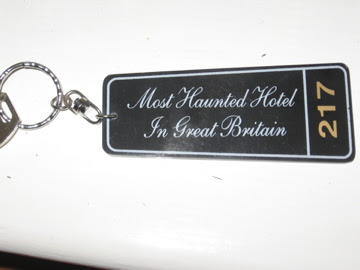 Most Haunted Hotel
In Great Britain
217